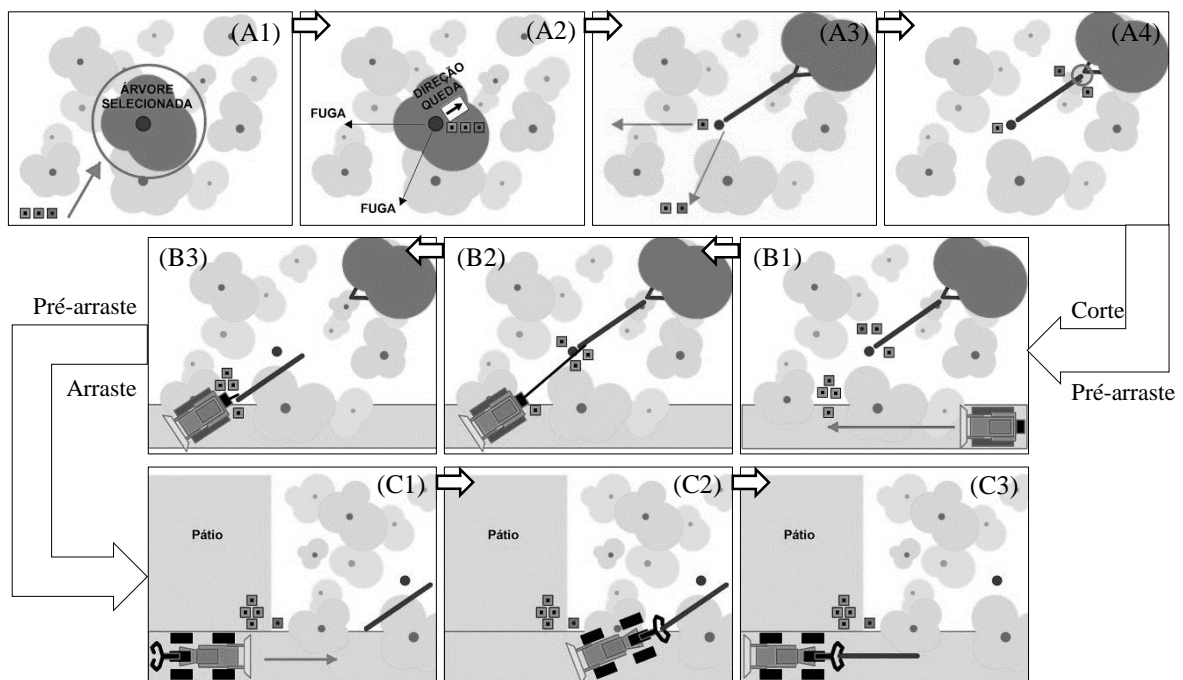 (A1)
ÁRVORE
SELECIONADA
(A2)
DIREÇÃO
QUEDA
FUGA
FUGA
(A3)
(A4)
(B3)
(B2)
(B1)
Pré-arraste
Arraste
Corte
Pré-arraste
(C1)
Pátio
(C2)
Pátio
(C3)
Pátio